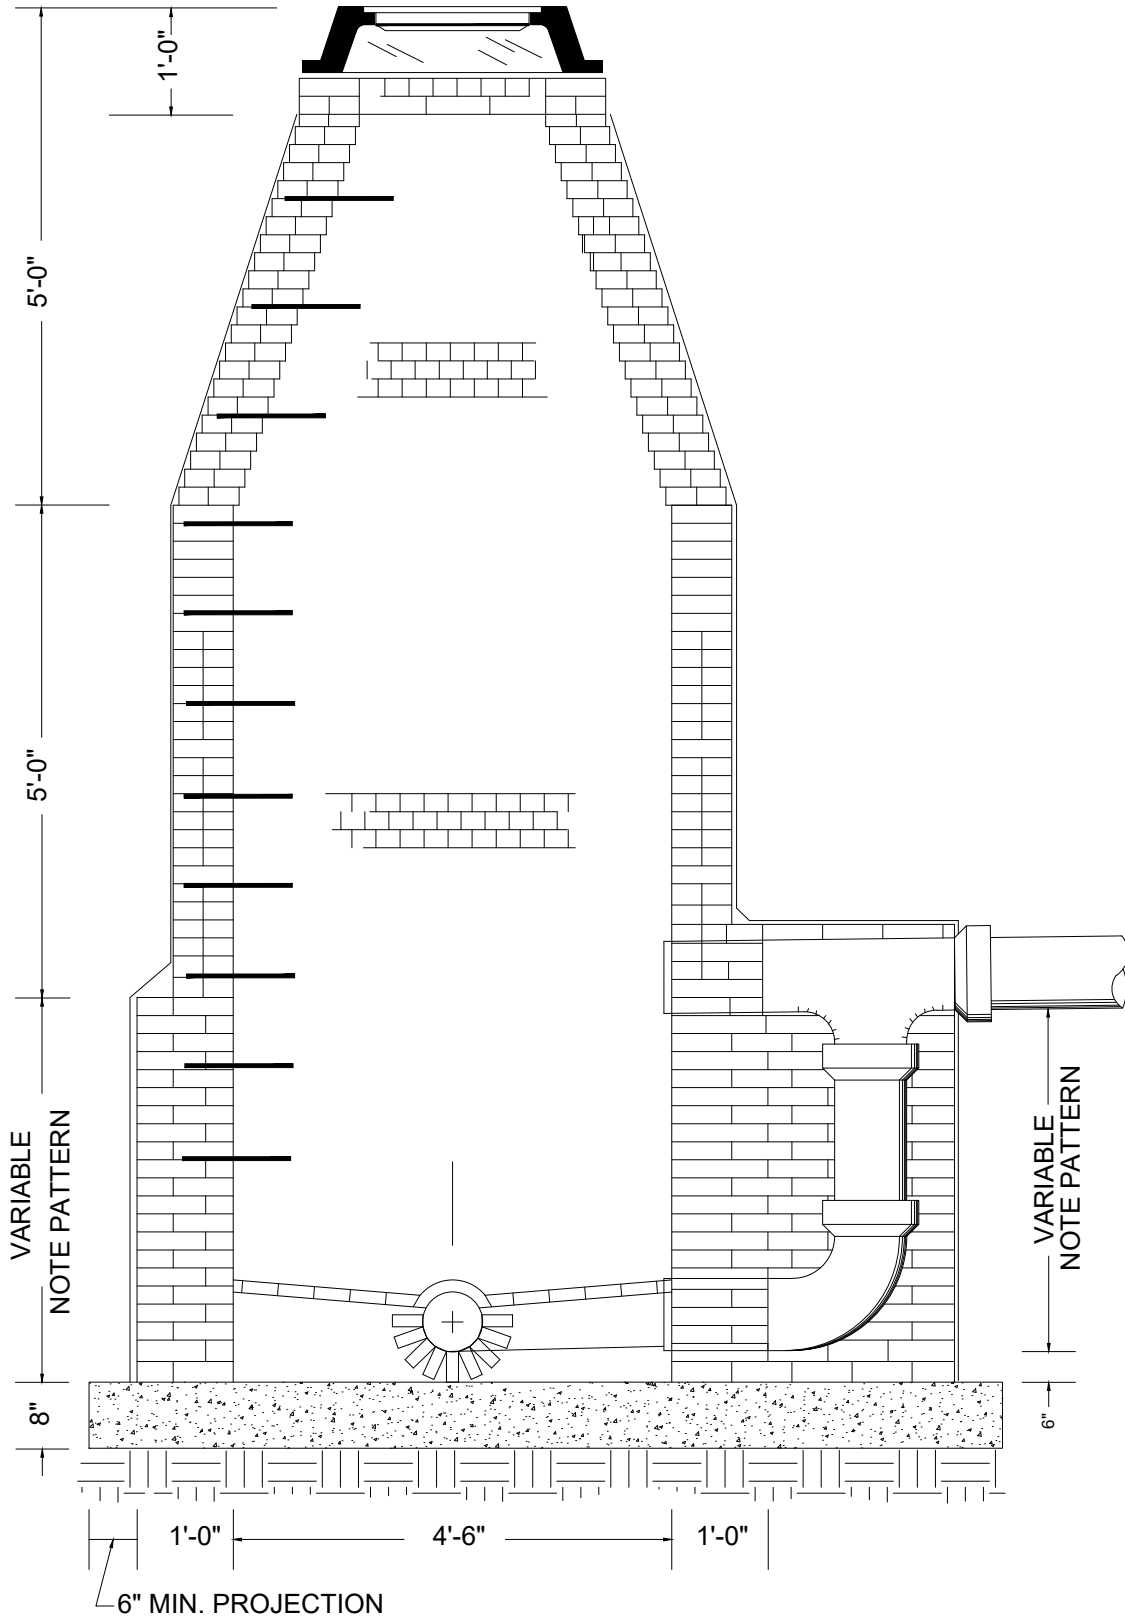 1'-0"
5'-0"
5'-0"
VARIABLE
NOTE PATTERN
VARIABLE
NOTE PATTERN
8"
6"
1'-0"
4'-6"
1'-0"
6" MIN. PROJECTION